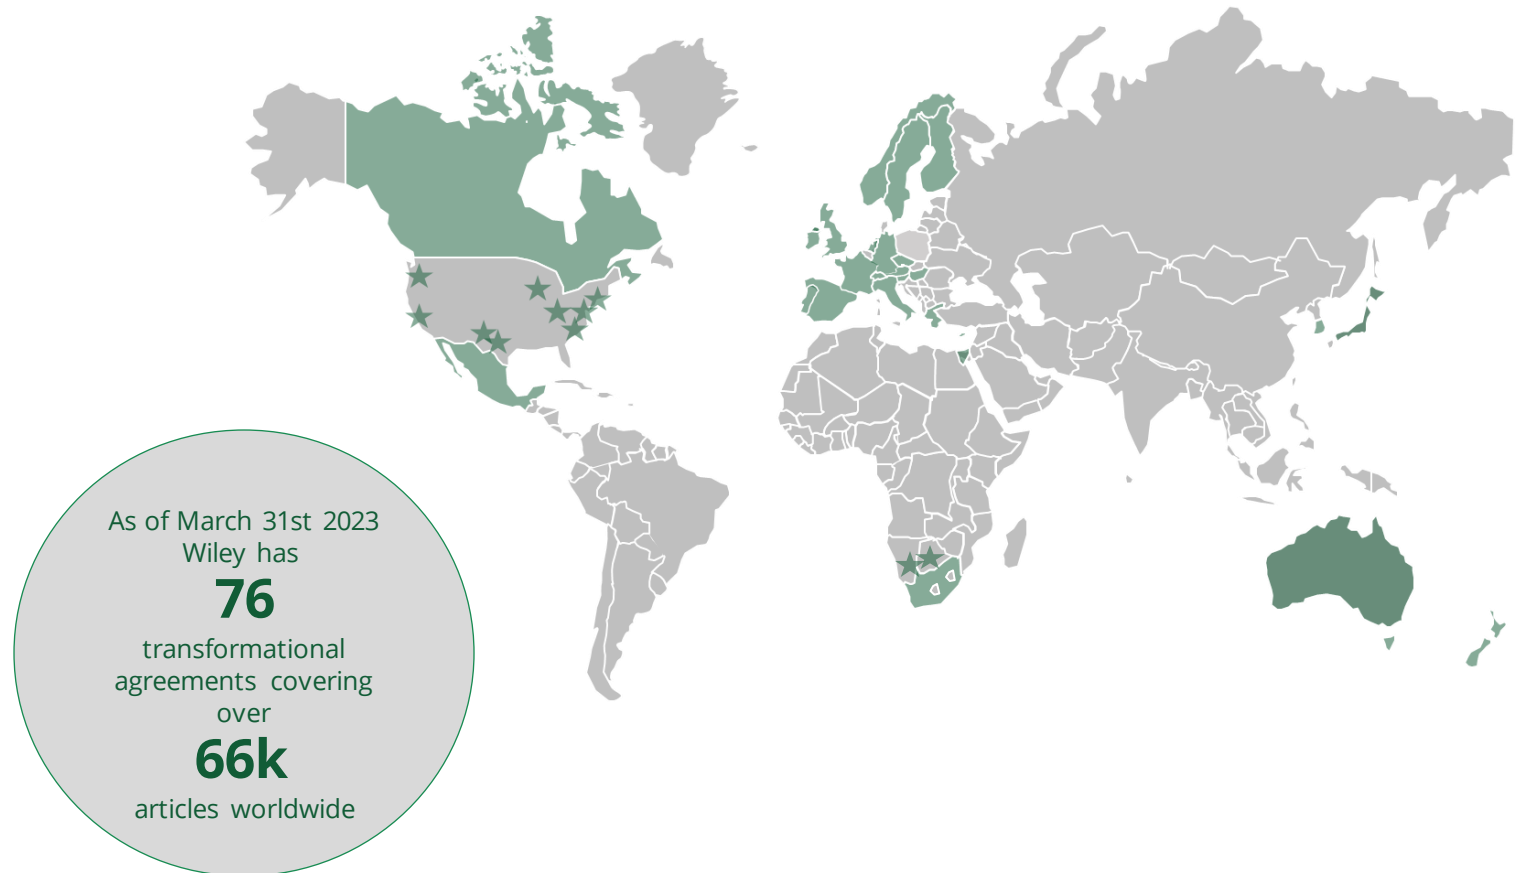 As of March 31st 2023
Wiley has
76
transformational
agreements covering
over
66k
articles worldwide